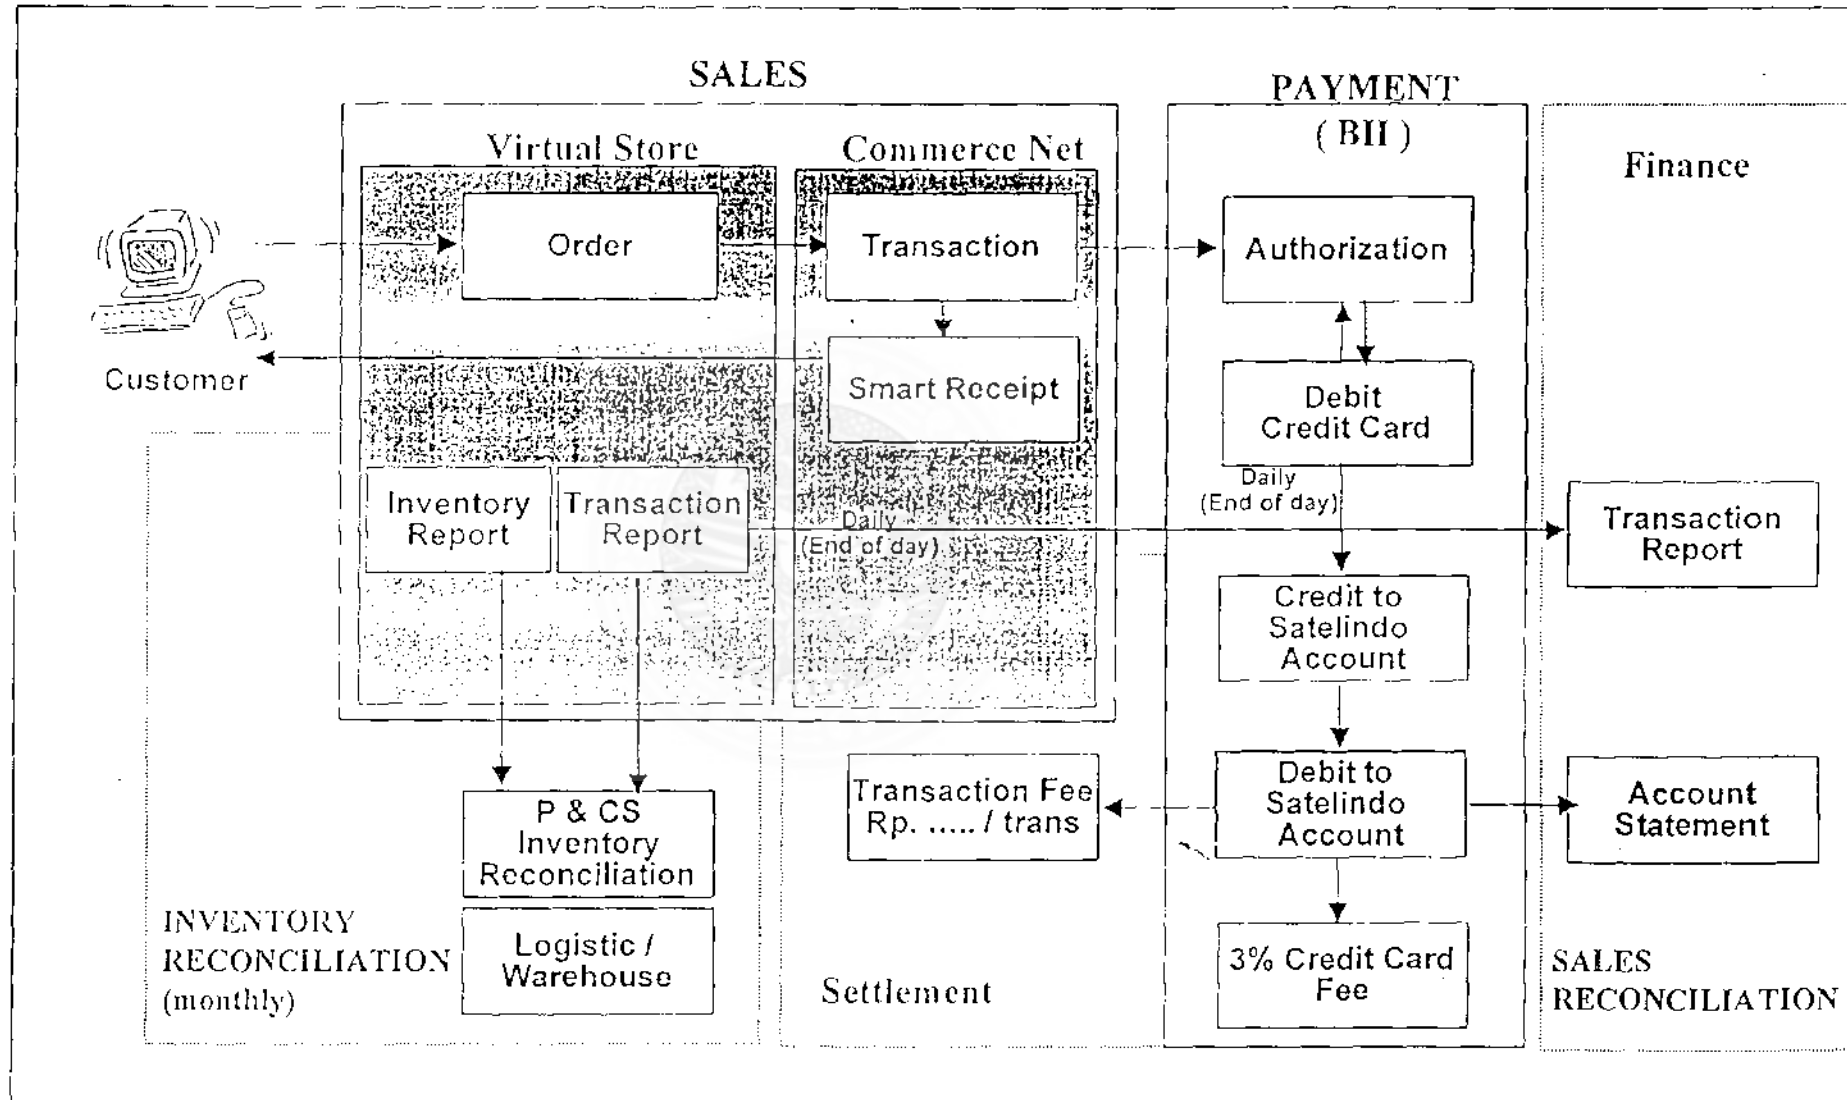 SALES
PAYMENT
( BII )
Virtual Store
Commerce Net
Finance
Order
Transaction
Authorization
Customer
Smart Receipt
Debit
Credit Card
Daily
(End of day)
Inventory
Report
Transaction
Report
Daily
(End of day)
Transaction
Report
Credit to
Satelindo
Account
Transaction Fee
Rp. ..... / trans
Debit to
Satelindo
Account
Account
Statement
P & CS
Inventory
Reconciliation
INVENTORY
RECONCILIATION
(monthly)
Logistic /
Warehouse
Settlement
3% Credit Card
Fee
SALES
RECONCILIATION